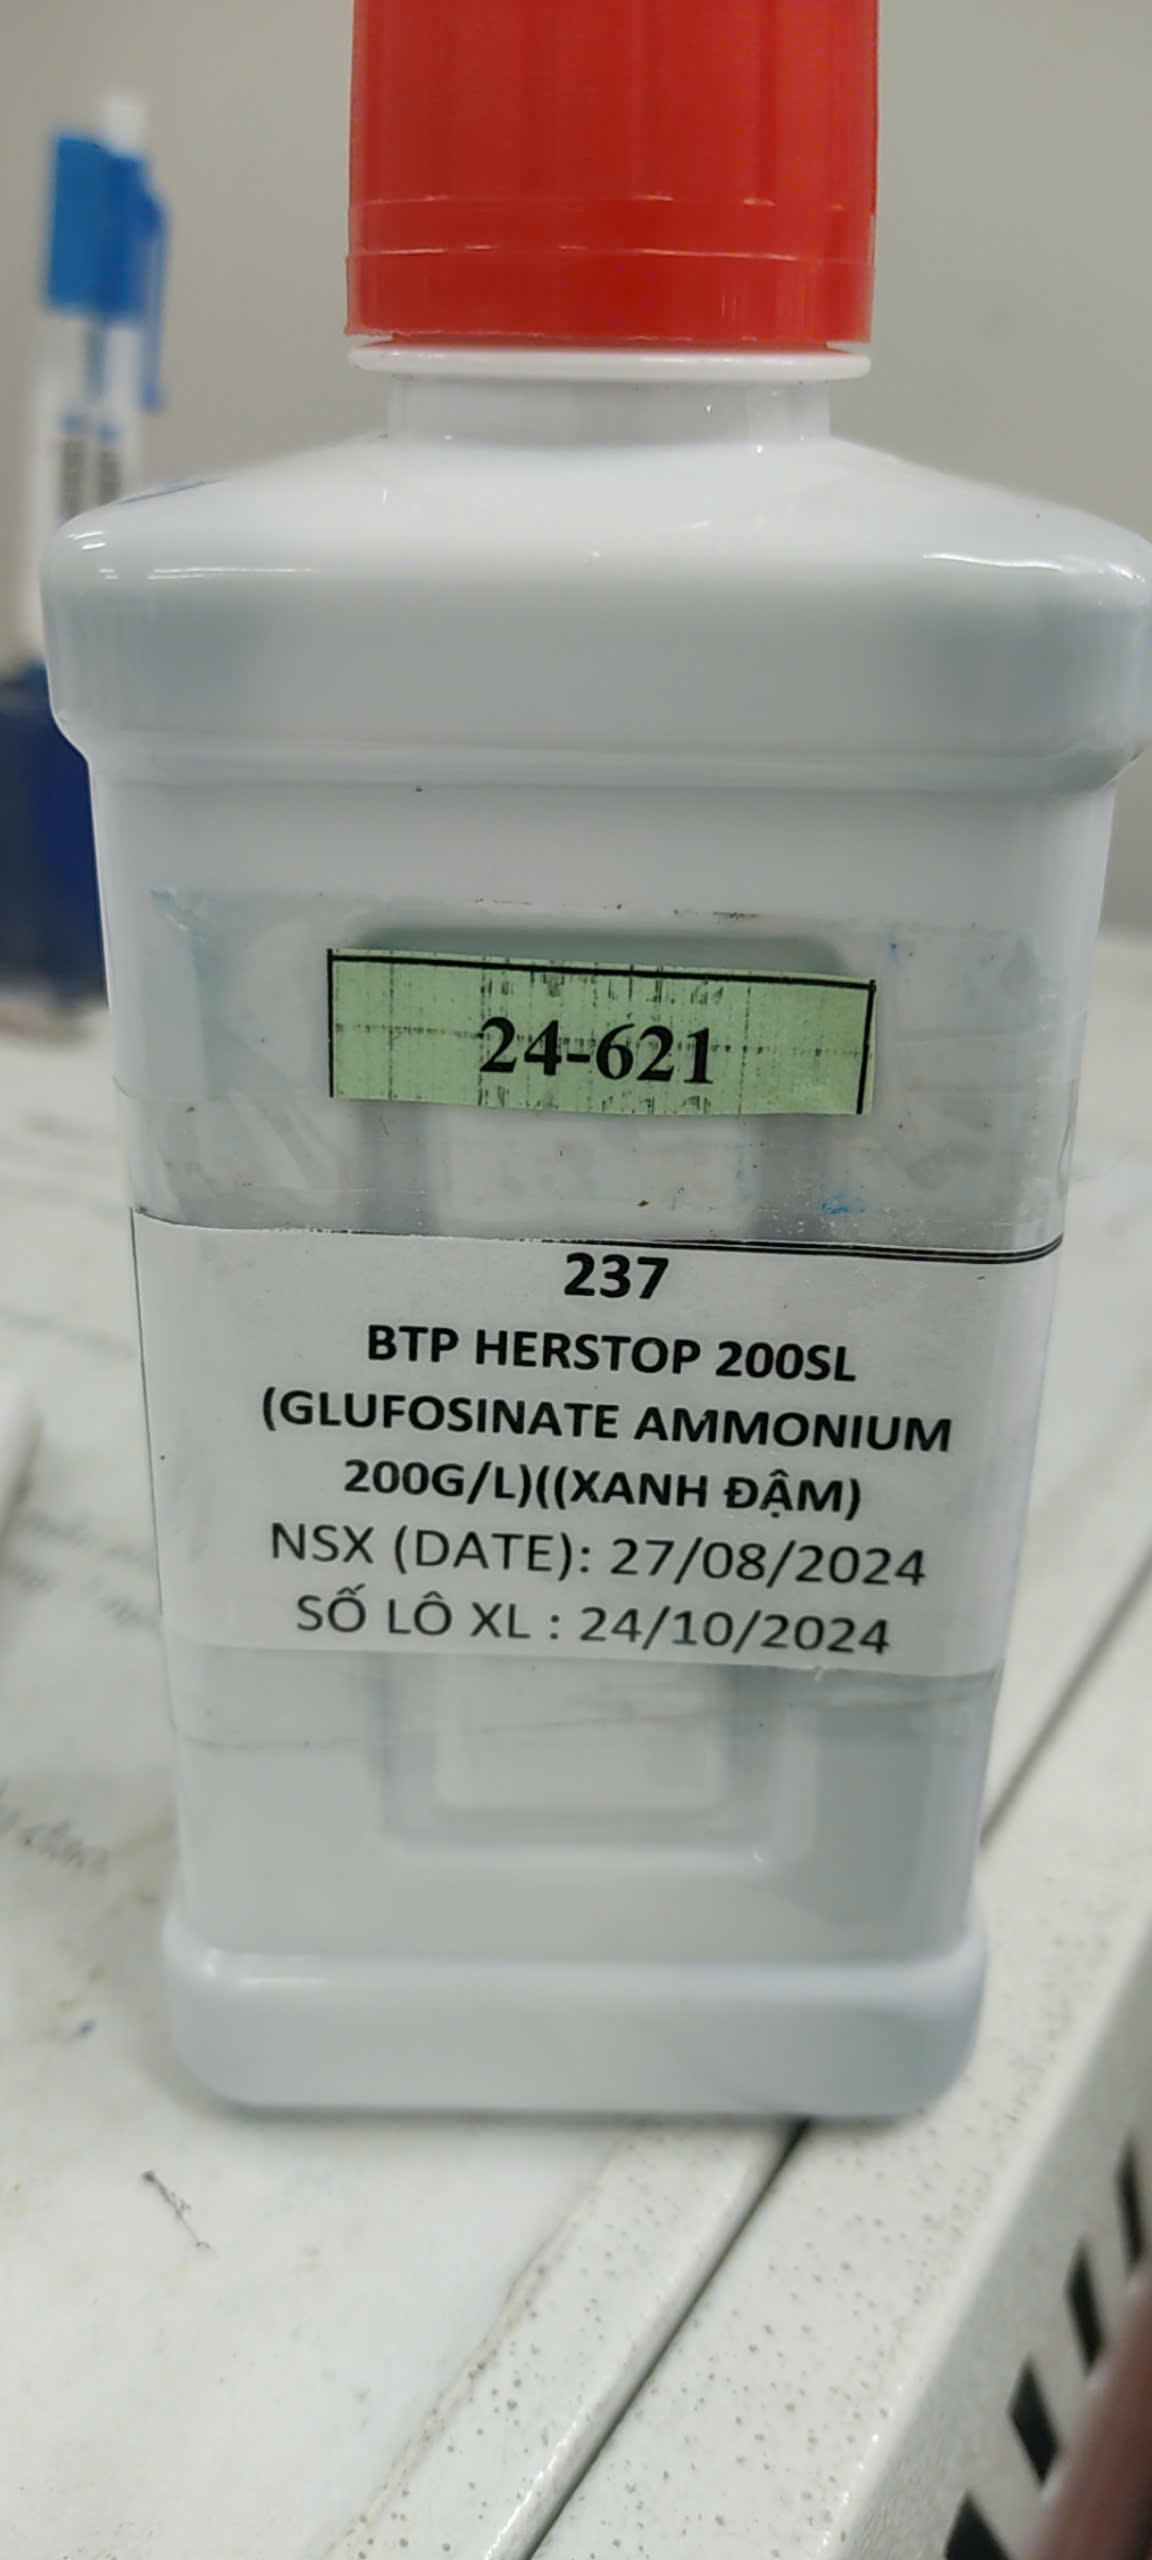 24-621
237
BTP HERSTOP 200SL
(GLUFOSINATE AMMONIUM
200G/L)((XANH ĐẬM)
NSX (DATE): 27/08/2024
SỐ LÔ XL : 24/10/2024